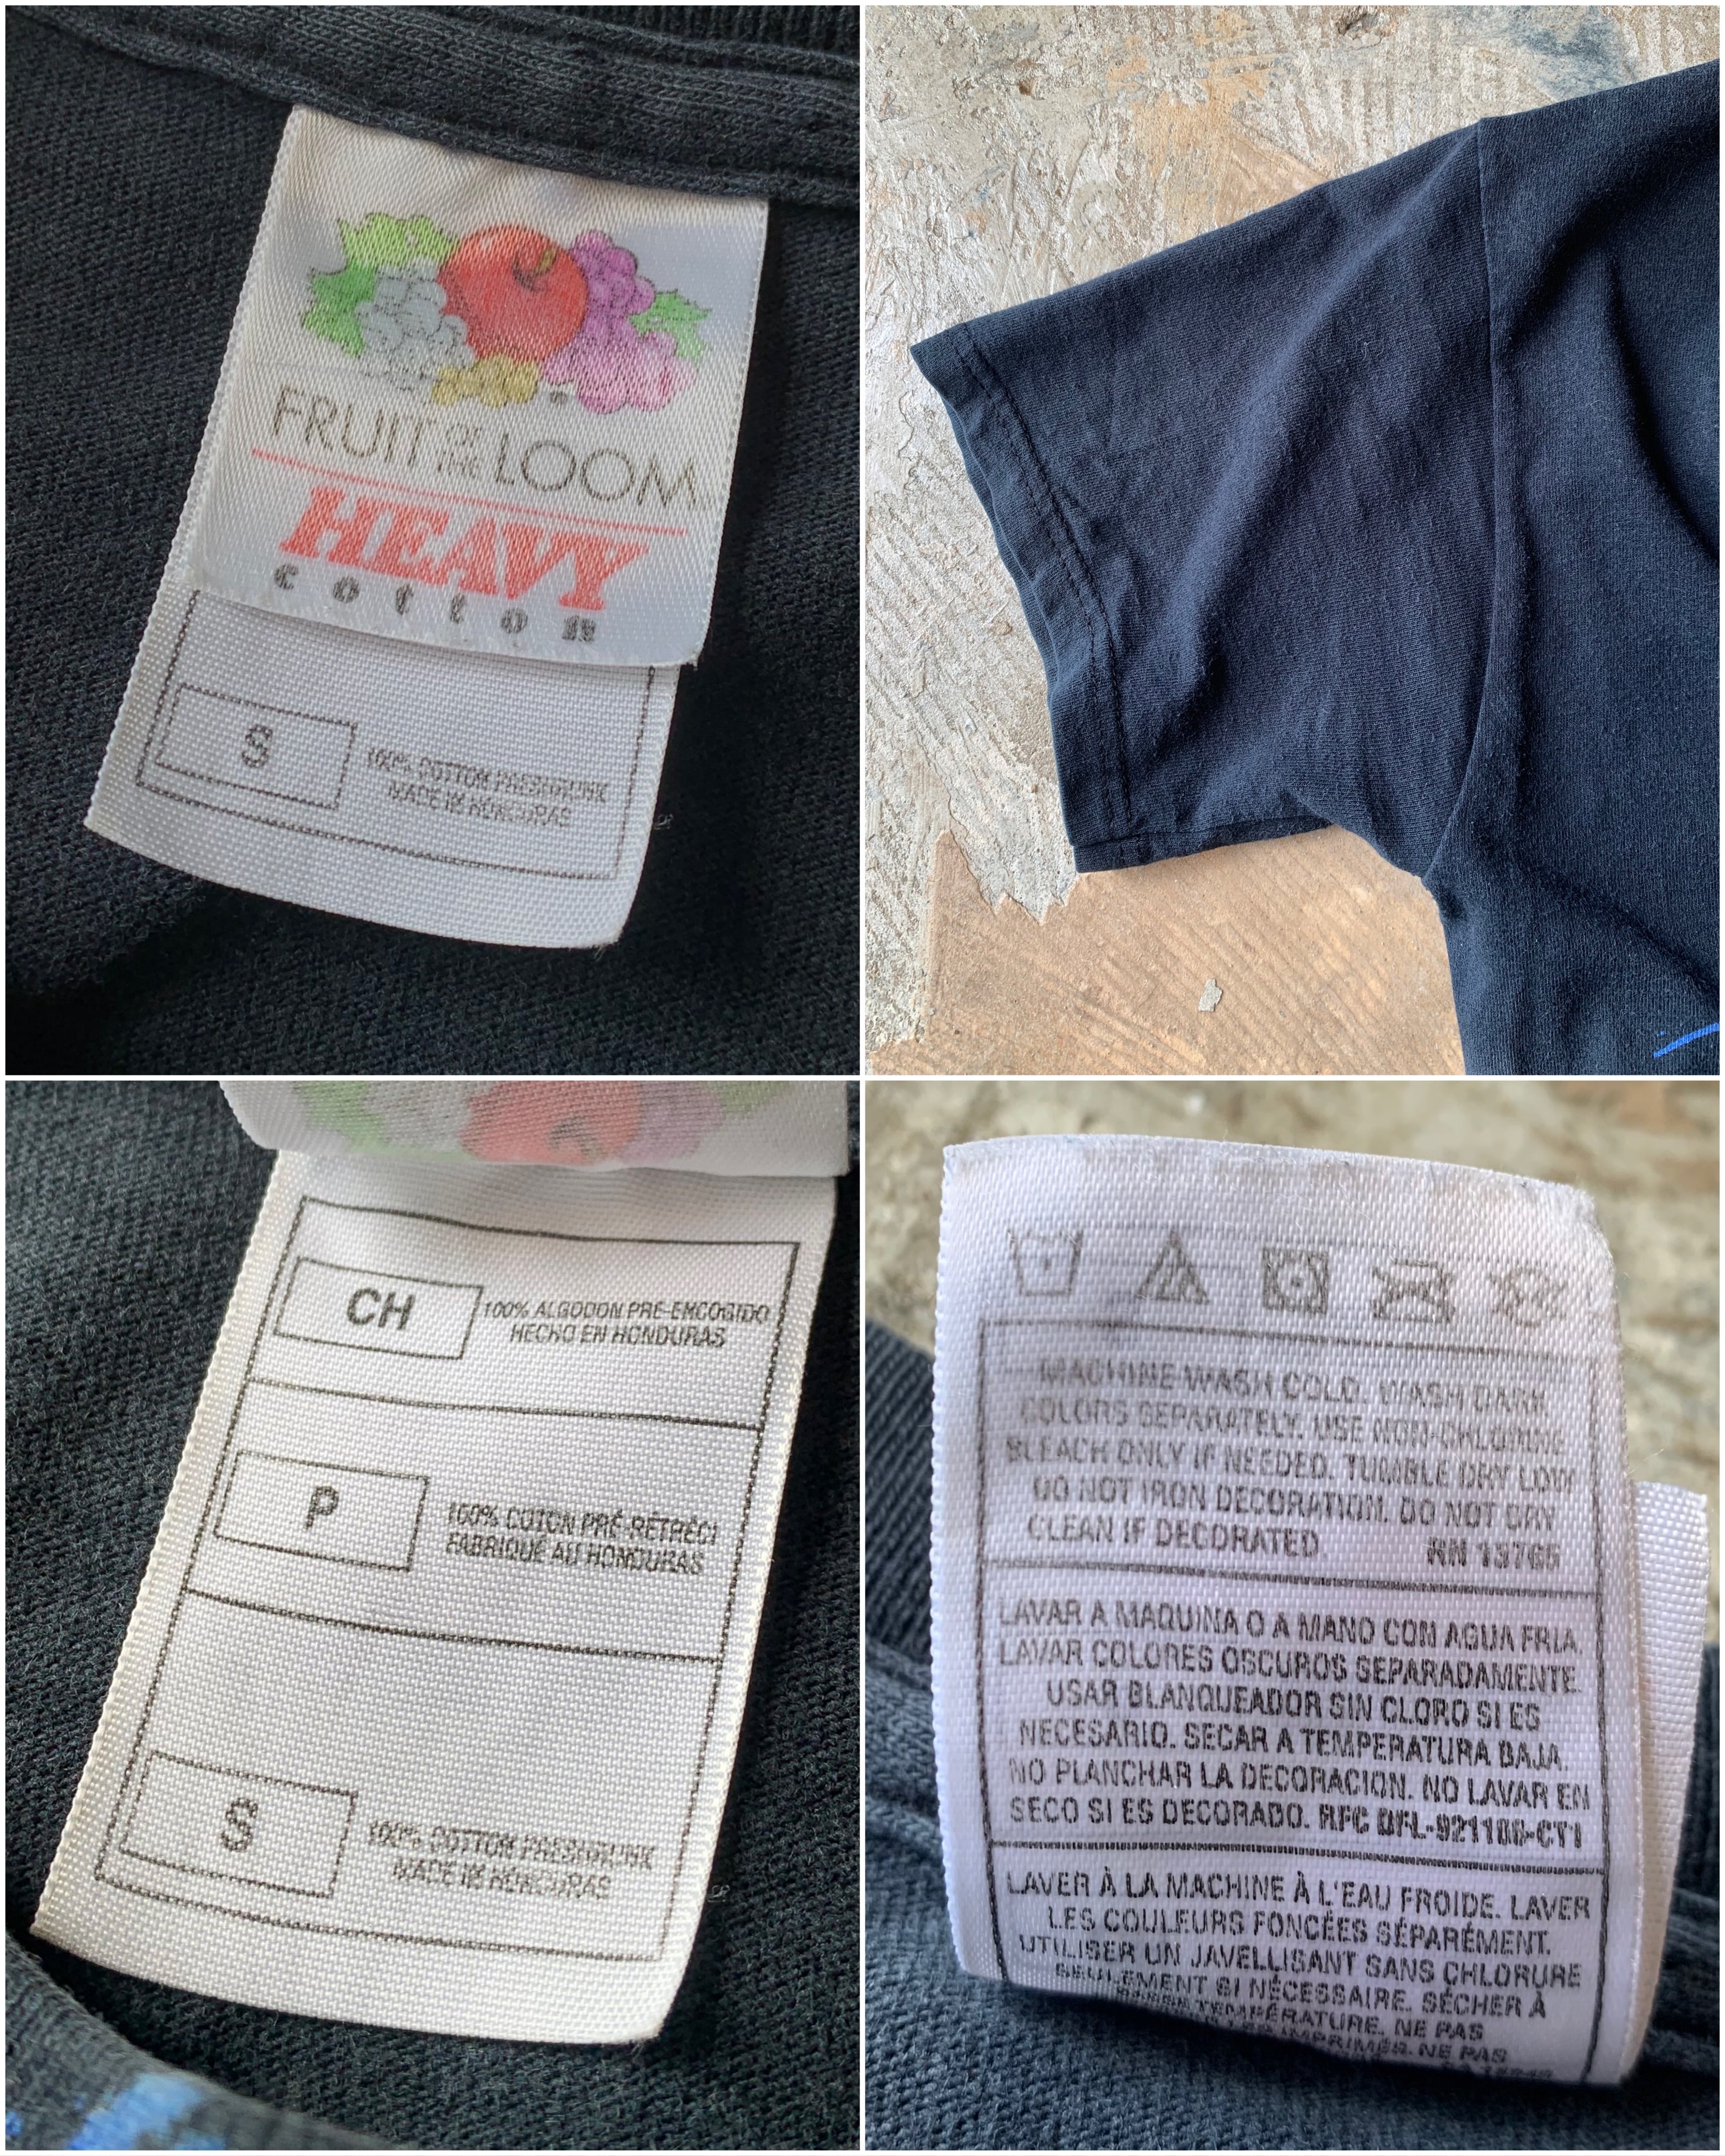 FRUIT OF THE LOOM
HEAVY
cotton
S
100% COTTON PRESHRUNK
MADE IN HONDURAS
CH
100% ALGODON PRE-ENCOGIDO
HECHO EN HONDURAS
P
100% COTON PRÉ-RÉTRÉCI
FABRIQUÉ AU HONDURAS
S
100% COTTON PRESHRUNK
MADE IN HONDURAS
MACHINE WASH COLD. WASH DARK
COLORS SEPARATELY. USE NON-CHLORINE
BLEACH ONLY IF NEEDED. TUMBLE DRY LOW
DO NOT IRON DECORATION. DO NOT DRY
CLEAN IF DECORATED. RN 13765
LAVAR A MAQUINA O A MANO CON AGUA FRIA.
LAVAR COLORES OSCUROS SEPARADAMENTE.
USAR BLANQUEADOR SIN CLORO SI ES
NECESARIO. SECAR A TEMPERATURA BAJA.
NO PLANCHAR LA DECORACION. NO LAVAR EN
SECO SI ES DECORADO. RFC DFL-921106-CT1
LAVER À LA MACHINE À L'EAU FROIDE. LAVER
LES COULEURS FONCÉES SÉPARÉMENT.
UTILISER UN JAVELLISANT SANS CHLORURE
SEULEMENT SI NÉCESSAIRE. SÉCHER À
BASSE TEMPÉRATURE. NE PAS
NE PAS